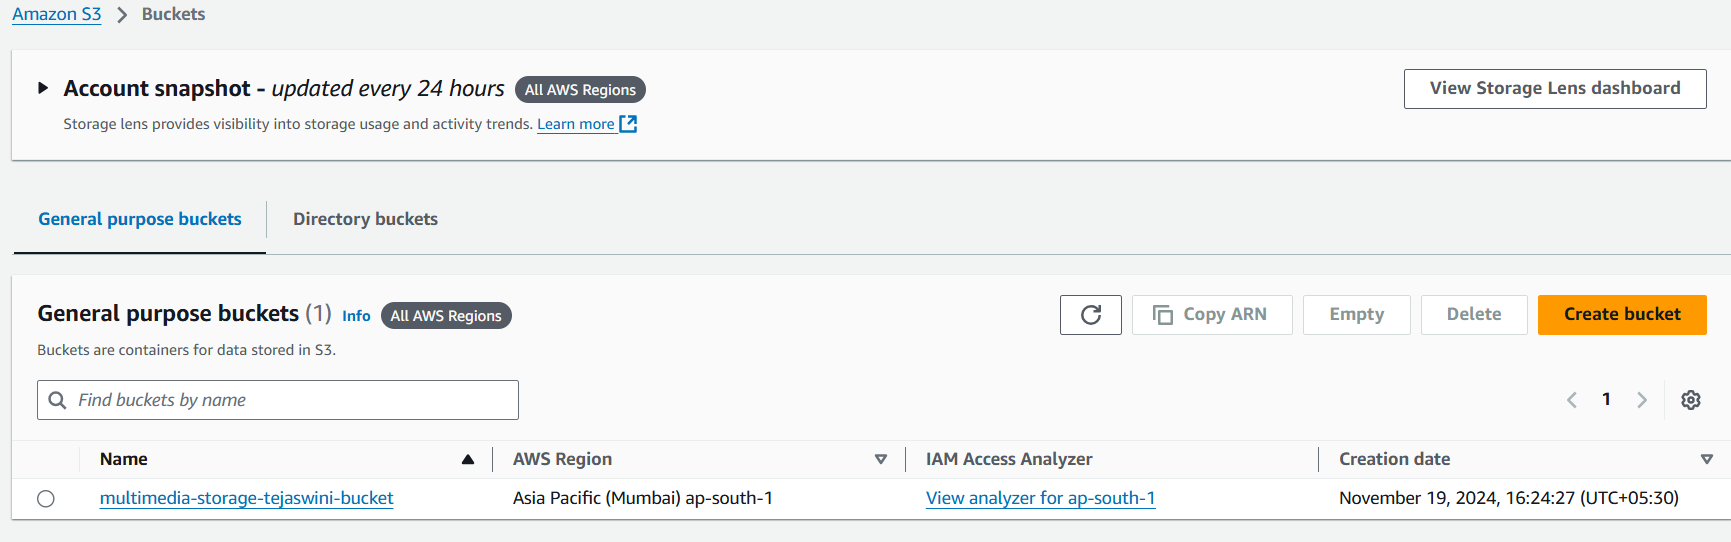 Amazon S3 > Buckets
Account snapshot - updated every 24 hours All AWS Regions View Storage Lens dashboard
Storage lens provides visibility into storage usage and activity trends. Learn more
General purpose buckets Directory buckets
General purpose buckets (1) Info All AWS Regions Copy ARN Empty Delete Create bucket
Buckets are containers for data stored in S3.
Find buckets by name 1
Name AWS Region IAM Access Analyzer Creation date
multimedia-storage-tejaswini-bucket Asia Pacific (Mumbai) ap-south-1 View analyzer for ap-south-1 November 19, 2024, 16:24:27 (UTC+05:30)